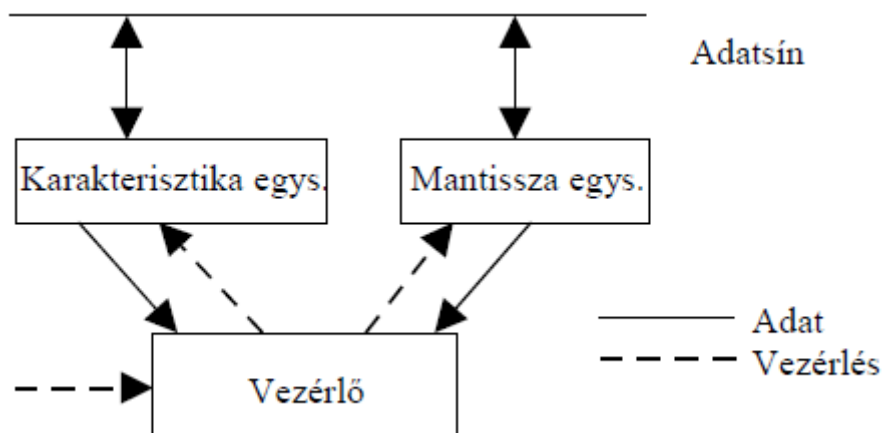 Adatsín
Karakterisztika egys.
Mantissza egys.
Adat
Vezérlés
Vezérlő